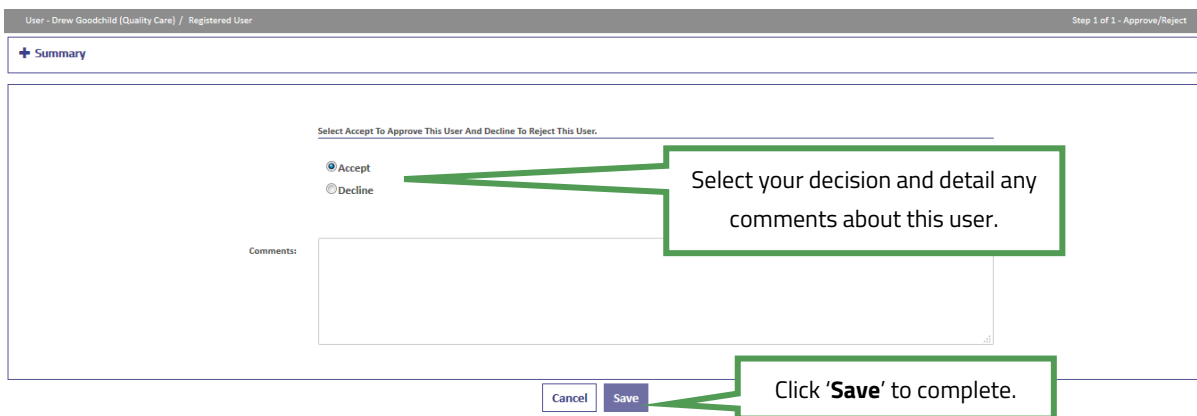 User - Drew Goodchild (Quality Care) / Registered User
Step 1 of 1 - Approve/Reject
+ Summary
Select Accept To Approve This User And Decline To Reject This User.
Accept
Decline
Select your decision and detail any
comments about this user.
Comments:
Cancel
Save
Click ‘Save’ to complete.